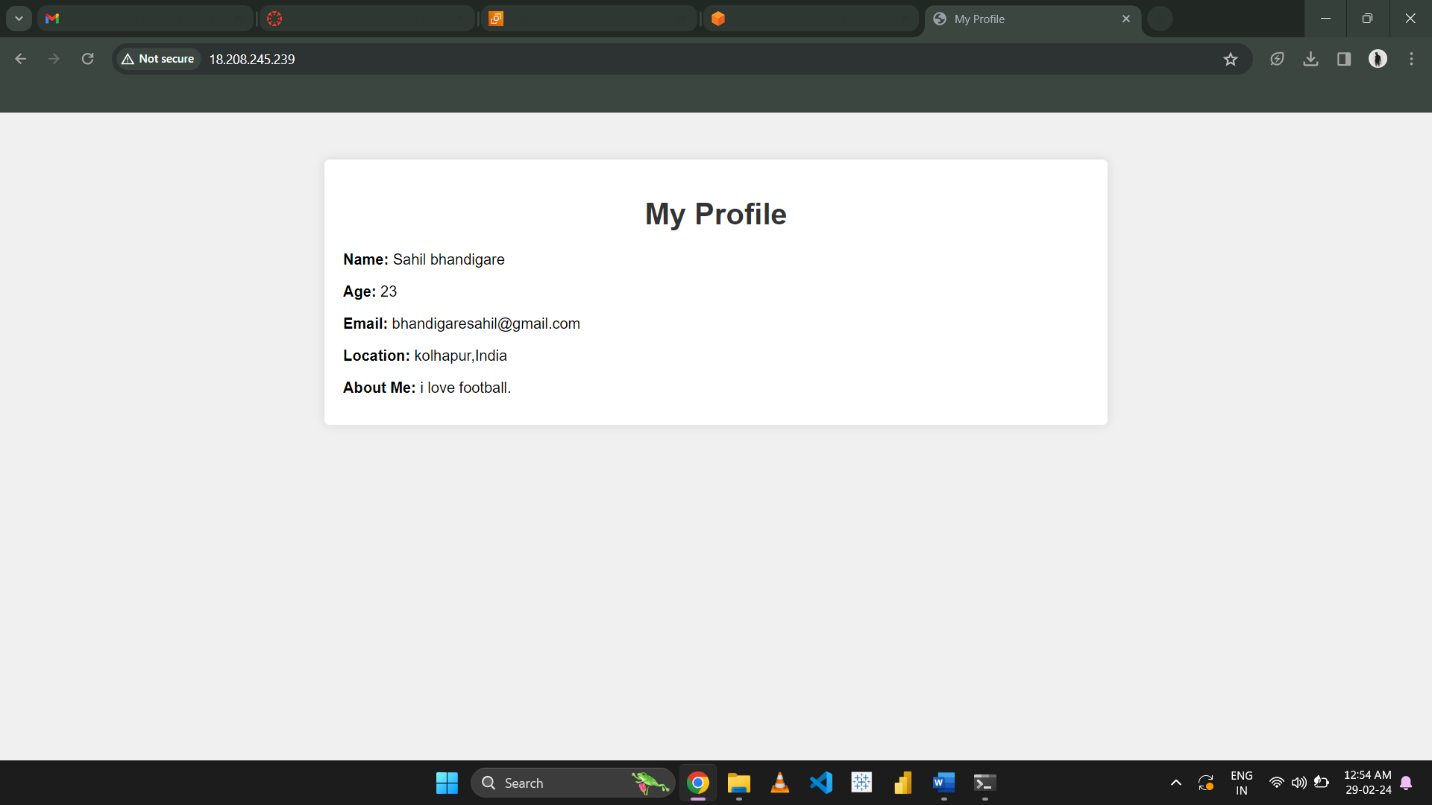 My Profile
Not secure
18.208.245.239
My Profile
Name: Sahil bhandigare
Age: 23
Email: bhandigaresahil@gmail.com
Location: kolhapur,India
About Me: i love football.
Search
ENG
IN
12:54 AM
29-02-24